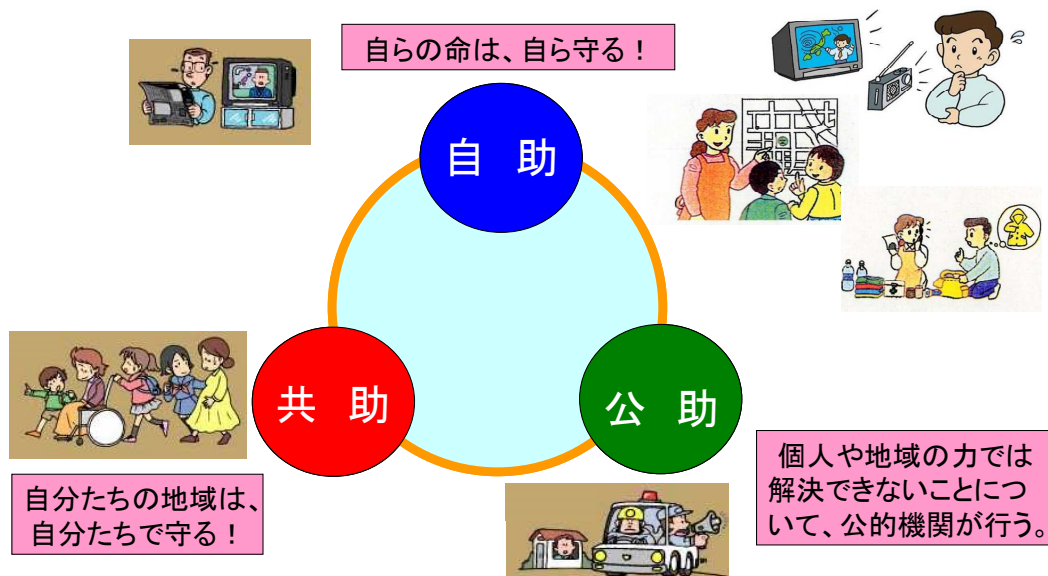 自らの命は、自ら守る！
自　助
共　助
公　助
自分たちの地域は、
自分たちで守る！
個人や地域の力では
解決できないことにつ
いて、公的機関が行う。